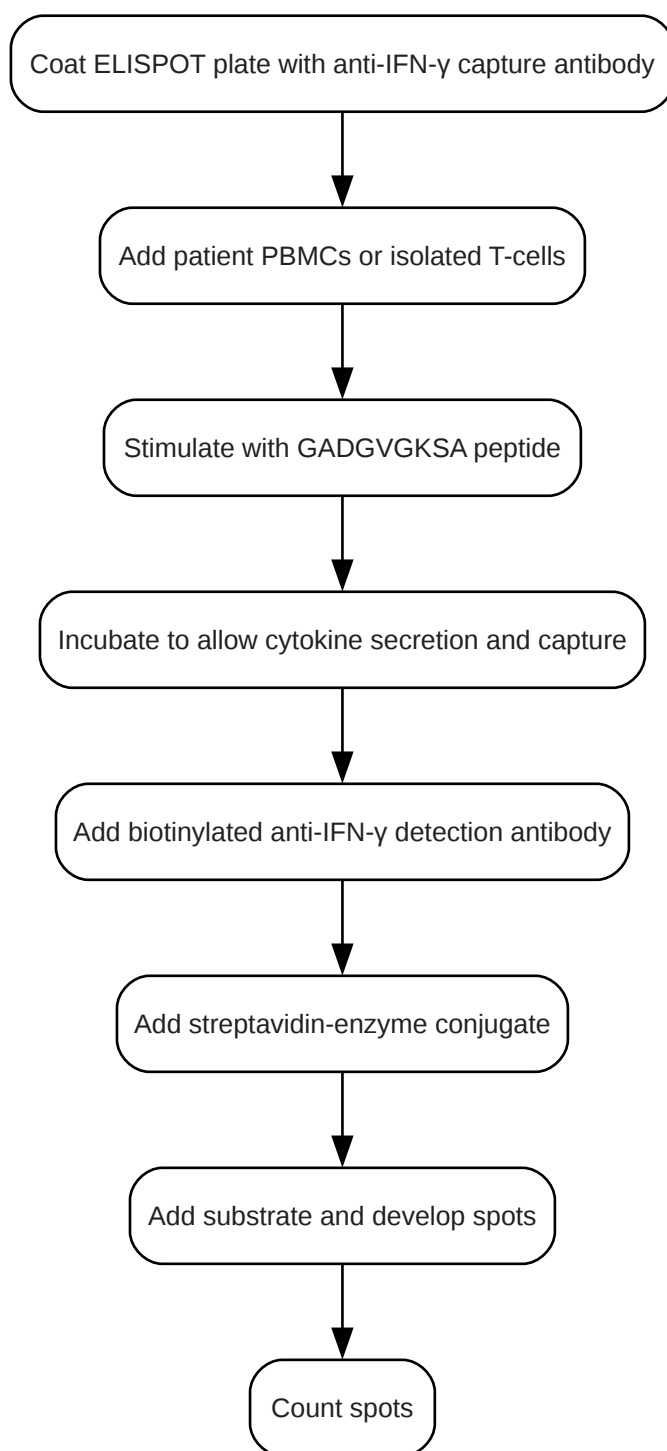 Coat ELISPOT plate with anti-IFN-γ capture antibody
Add patient PBMCs or isolated T-cells
Stimulate with GADGVGKSA peptide
Incubate to allow cytokine secretion and capture
Add biotinylated anti-IFN-γ detection antibody
Add streptavidin-enzyme conjugate
Add substrate and develop spots
Count spots